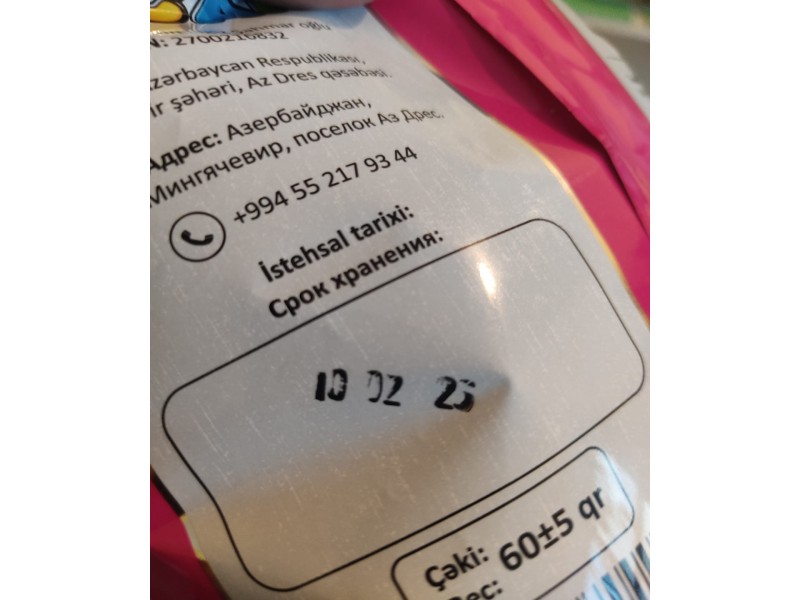 2700216832
Azərbaycan Respublikası,
şəhəri, Az Dres qəsəbəsi.
Адрес: Азербайджан,
Мингячевир, поселок Аз Дрес.
+994 55 217 93 44
İstehsal tarixi:
Срок хранения:
10 02
Çəki: 60±5 qr